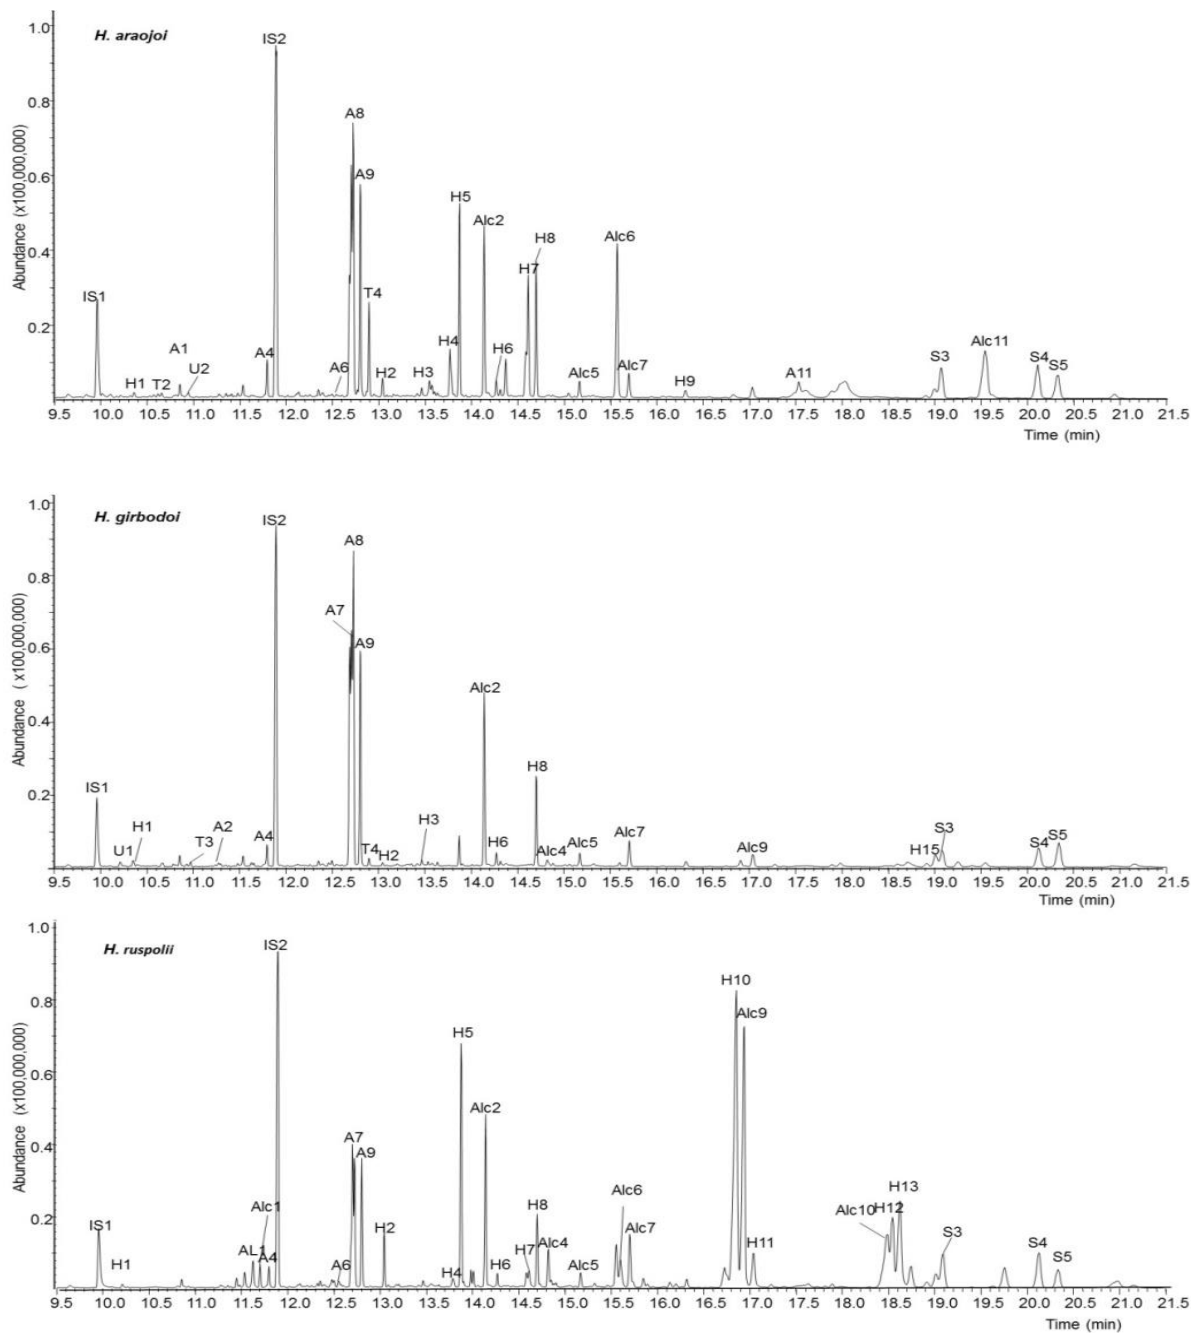 H. araojoi
Abundance (x100,000,000)
1.0
0.8
0.6
0.4
0.2
IS1
H1
T2
A1
U2
A4
IS2
A6
A8
A9
T4
H2
H3
H4
H5
Alc2
H6
H7
H8
Alc5
Alc6
Alc7
H9
A11
S3
Alc11
S4
S5
9.5 10.0 10.5 11.0 11.5 12.0 12.5 13.0 13.5 14.0 14.5 15.0 15.5 16.0 16.5 17.0 17.5 18.0 18.5 19.0 19.5 20.0 20.5 21.0 21.5
Time (min)
H. girbodoi
Abundance ( x100,000,000)
1.0
0.8
0.6
0.4
0.2
IS1
U1
H1
T3
A2
A4
IS2
A7
A8
A9
T4
H2
H3
Alc2
H6
H8
Alc4
Alc5
Alc7
Alc9
H15
S3
S4
S5
9.5 10.0 10.5 11.0 11.5 12.0 12.5 13.0 13.5 14.0 14.5 15.0 15.5 16.0 16.5 17.0 17.5 18.0 18.5 19.0 19.5 20.0 20.5 21.0 21.5
Time (min)
H. ruspolii
Abundance (x100,000,000)
1.0
0.8
0.6
0.4
0.2
IS1
H1
AL1
Alc1
A4
IS2
A6
A7
A9
H2
H4
H5
Alc2
H6
H7
H8
Alc4
Alc5
Alc6
Alc7
H10
Alc9
H11
Alc10
H12
H13
S3
S4
S5
9.5 10.0 10.5 11.0 11.5 12.0 12.5 13.0 13.5 14.0 14.5 15.0 15.5 16.0 16.5 17.0 17.5 18.0 18.5 19.0 19.5 20.0 20.5 21.0 21.5
Time (min)